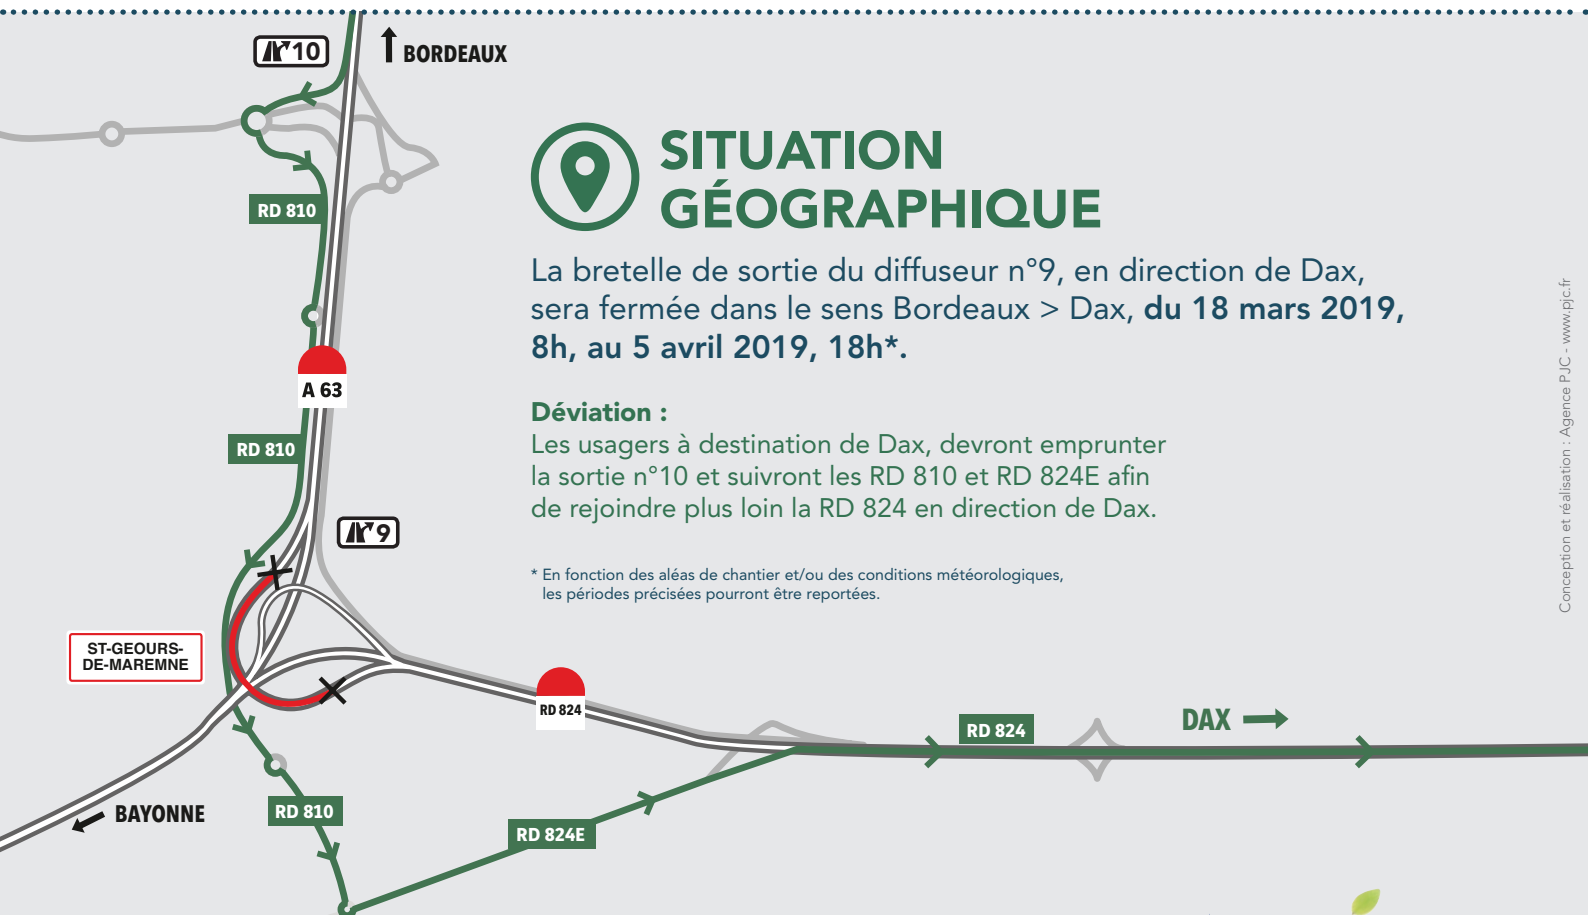 10
BORDEAUX
SITUATION
GÉOGRAPHIQUE
RD 810
La bretelle de sortie du diffuseur n°9, en direction de Dax,
sera fermée dans le sens Bordeaux > Dax, du 18 mars 2019,
8h, au 5 avril 2019, 18h*.
A 63
Déviation :
Les usagers à destination de Dax, devront emprunter
la sortie n°10 et suivront les RD 810 et RD 824E afin
de rejoindre plus loin la RD 824 en direction de Dax.
RD 810
9
* En fonction des aléas de chantier et/ou des conditions météorologiques,
les périodes précisées pourront être reportées.
Conception et réalisation : Agence PJC - www.pjc.fr
ST-GEOURS-
DE-MAREMNE
RD 824
RD 824
DAX
BAYONNE
RD 810
RD 824E